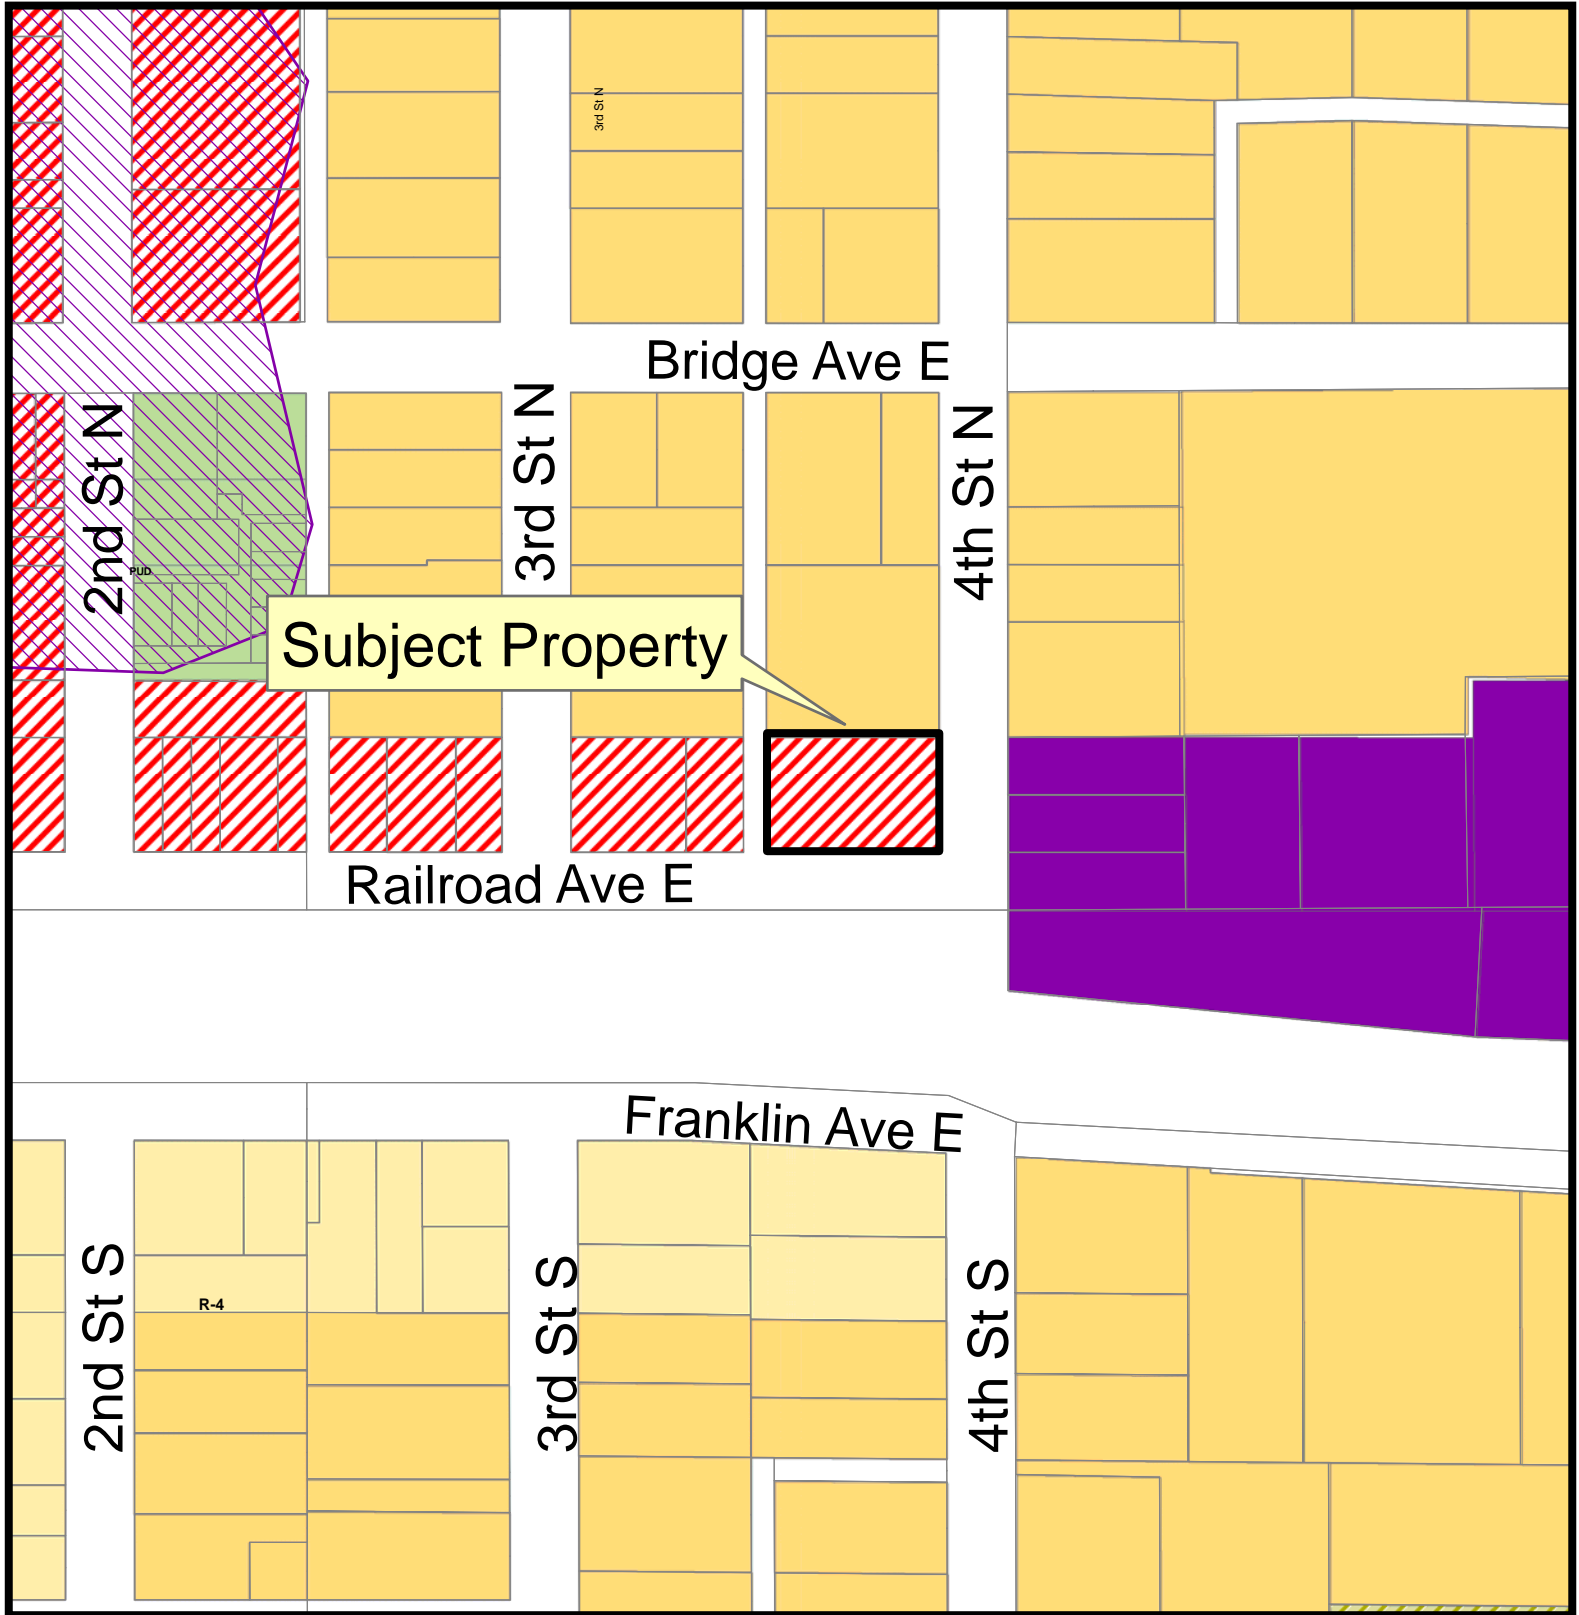 3rd St N
Bridge Ave E
2nd St N
3rd St N
4th St N
PUD
Subject Property
Railroad Ave E
Franklin Ave E
2nd St S
3rd St S
4th St S
R-4